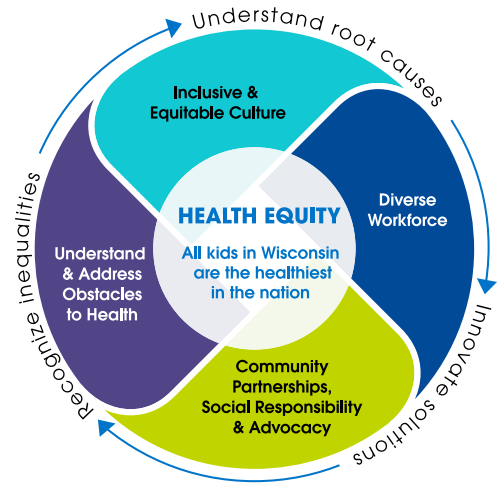 Understand root causes
Inclusive &
Equitable Culture
Diverse
Workforce
HEALTH EQUITY
All kids in Wisconsin
are the healthiest
in the nation
Understand
& Address
Obstacles
to Health
Community
Partnerships,
Social Responsibility
& Advocacy
Innovate solutions
Recognize inequalities